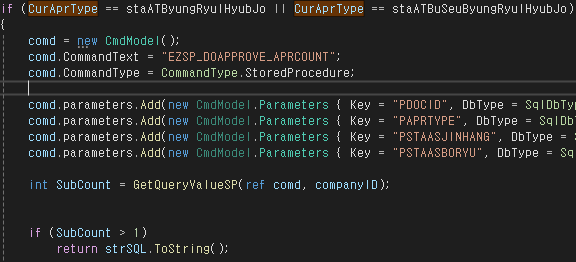 if (CurAprType == staATByungRyulHyubJo || CurAprType == staATBuSeuByungRyulHyubJo)
{
comd = new CmdModel();
comd.CommandText = "EZSP_DOAPPROVE_APRCOUNT";
comd.CommandType = CommandType.StoredProcedure;
comd.parameters.Add(new CmdModel.Parameters { Key = "PDOCID", DbType = SqlDbTyp
comd.parameters.Add(new CmdModel.Parameters { Key = "PAPRTYPE", DbType = SqlDbT
comd.parameters.Add(new CmdModel.Parameters { Key = "PSTAASJINHANG", DbType = S
comd.parameters.Add(new CmdModel.Parameters { Key = "PSTAASBORYU", DbType = Sq
int SubCount = GetQueryValueSP(ref comd, companyID);
if (SubCount > 1)
return strSQL.ToString();